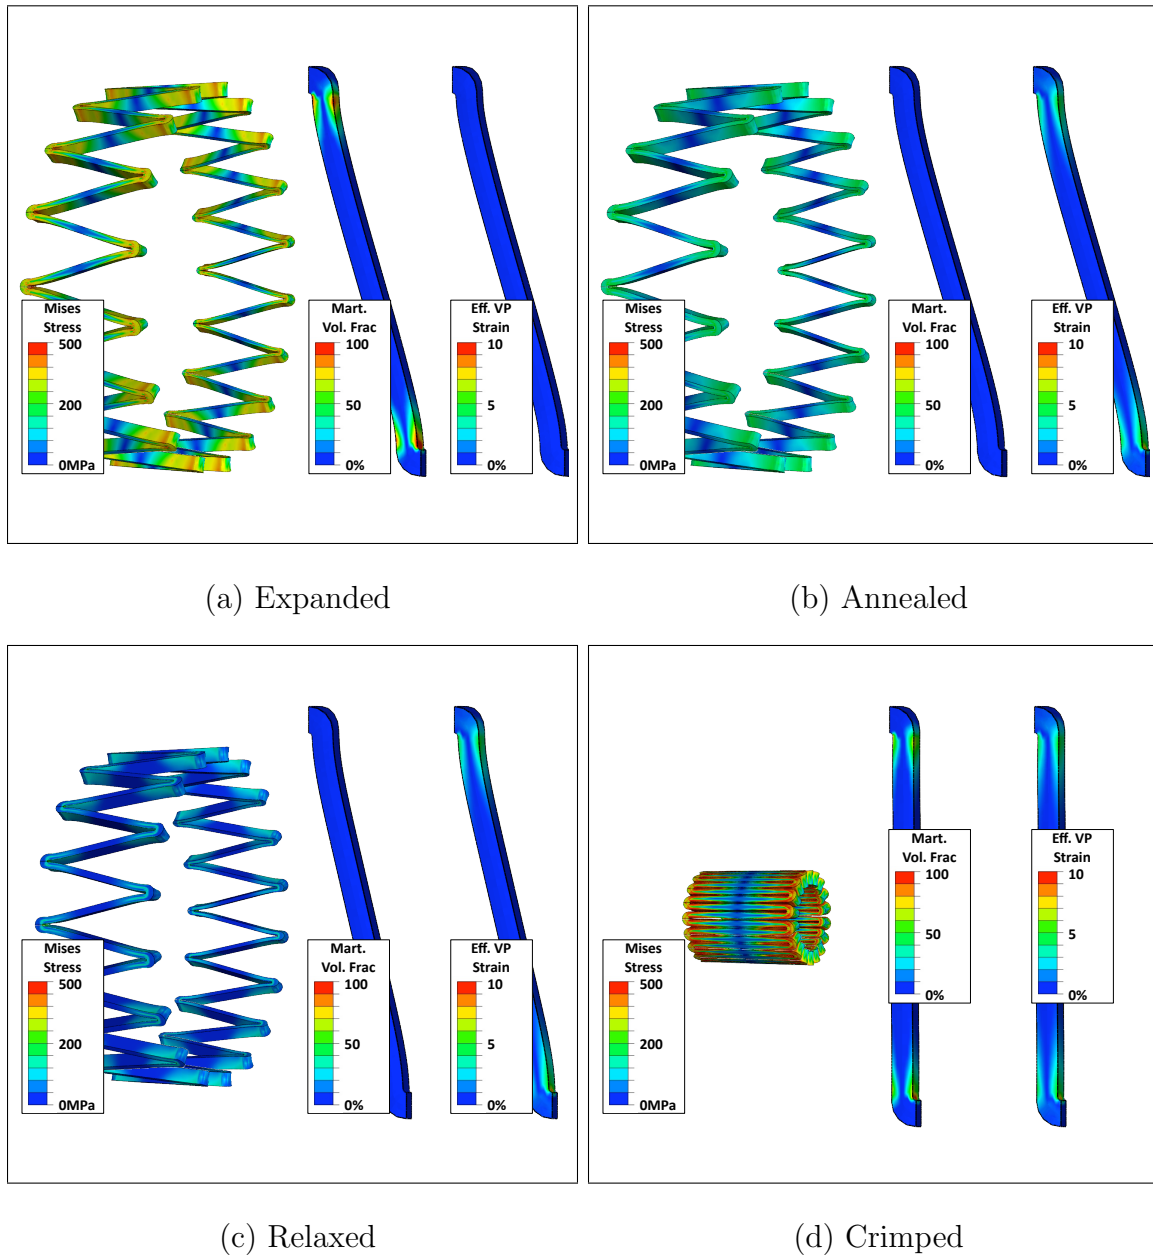 Mises
Stress
500
200
0MPa
Mart.
Vol. Frac
100
50
0%
Eff. VP
Strain
10
5
0%
Mises
Stress
500
200
0MPa
Mart.
Vol. Frac
100
50
0%
Eff. VP
Strain
10
5
0%
(a) Expanded
(b) Annealed
Mises
Stress
500
200
0MPa
Mart.
Vol. Frac
100
50
0%
Eff. VP
Strain
10
5
0%
Mises
Stress
500
200
0MPa
Mart.
Vol. Frac
100
50
0%
Eff. VP
Strain
10
5
0%
(c) Relaxed
(d) Crimped